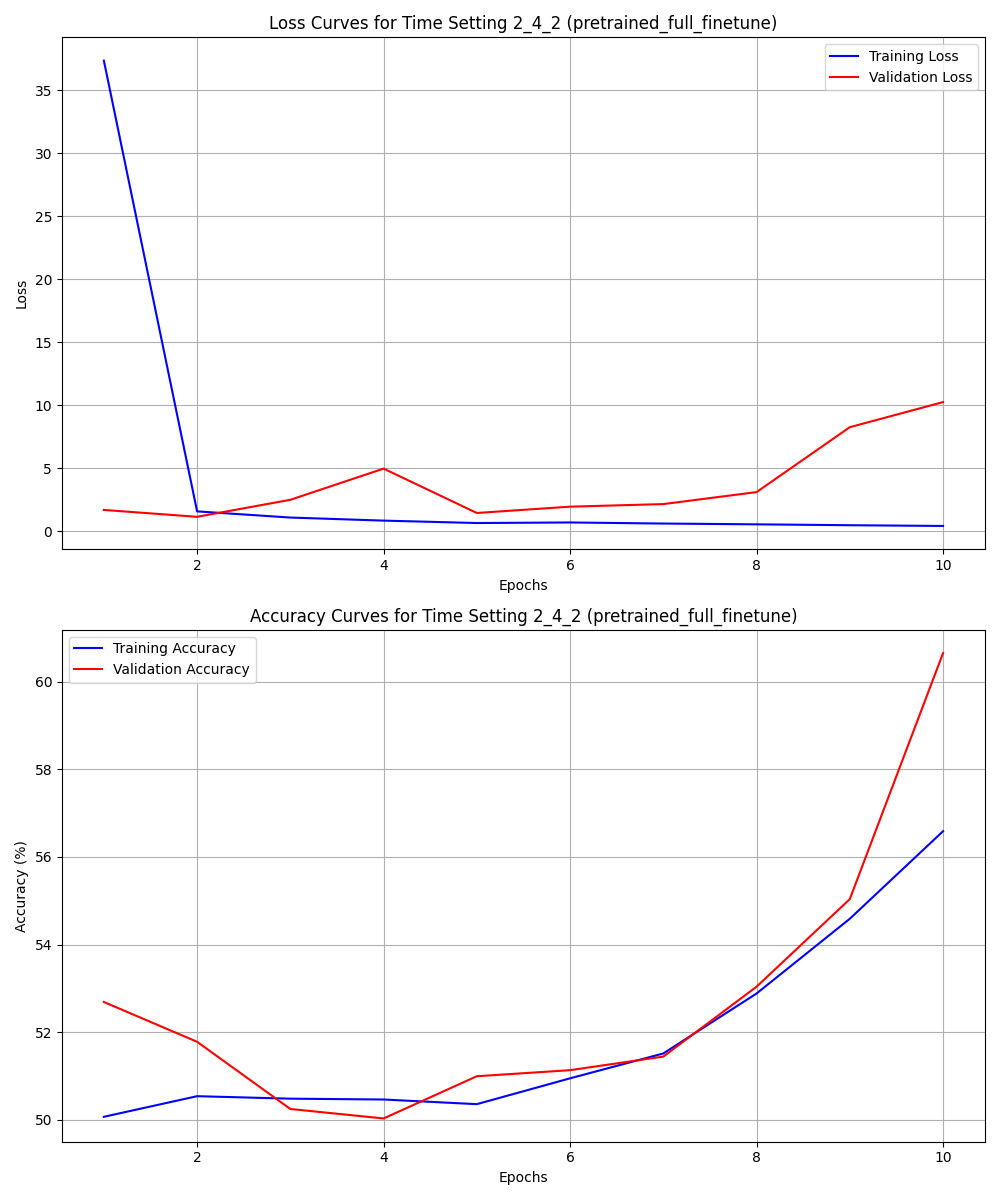 Loss Curves for Time Setting 2_4_2 (pretrained_full_finetune)
Training Loss
Validation Loss
35
30
25
20
15
10
5
0
Loss
2 4 6 8 10
Epochs
Accuracy Curves for Time Setting 2_4_2 (pretrained_full_finetune)
Training Accuracy
Validation Accuracy
60
58
56
54
52
50
Accuracy (%)
2 4 6 8 10
Epochs